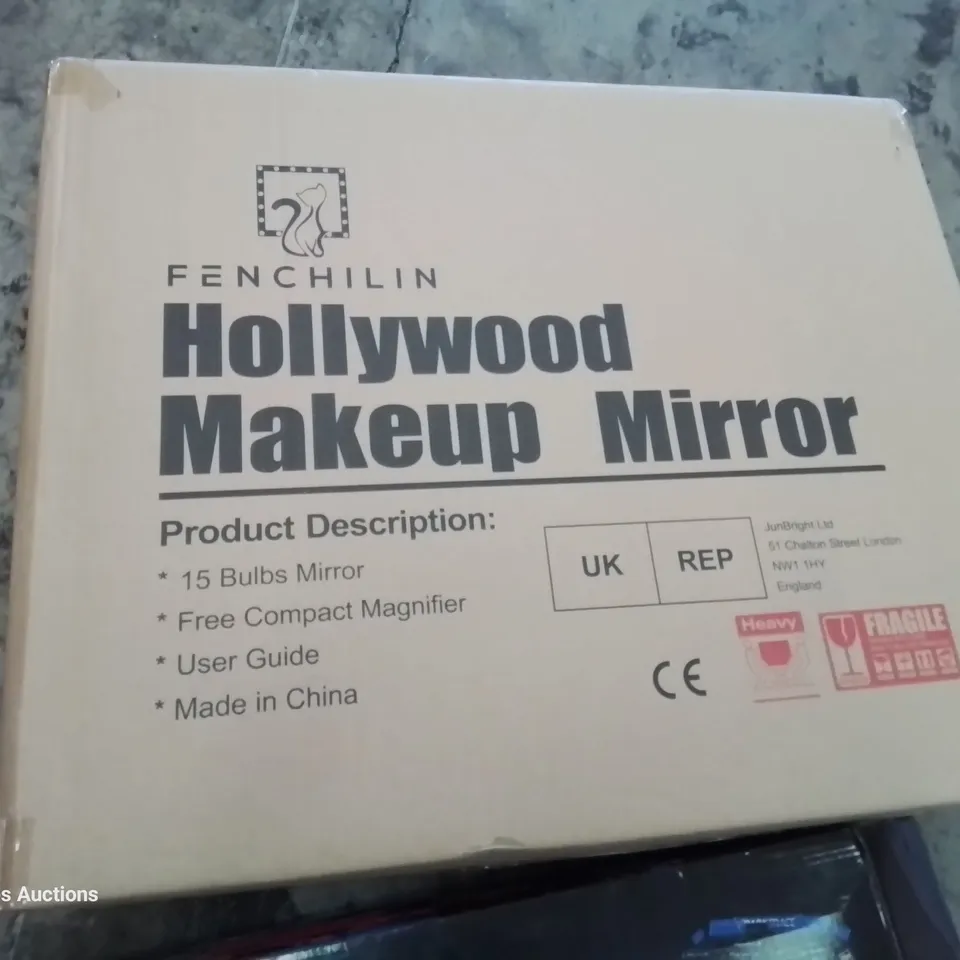 FENCHILIN
Hollywood
Makeup Mirror
Product Description:
* 15 Bulbs Mirror
* Free Compact Magnifier
* User Guide
* Made in China
UK REP
JunBright Ltd
51 Chalton Street London
NW1 1HY
England
CE
Heavy
FRAGILE
s Auctions